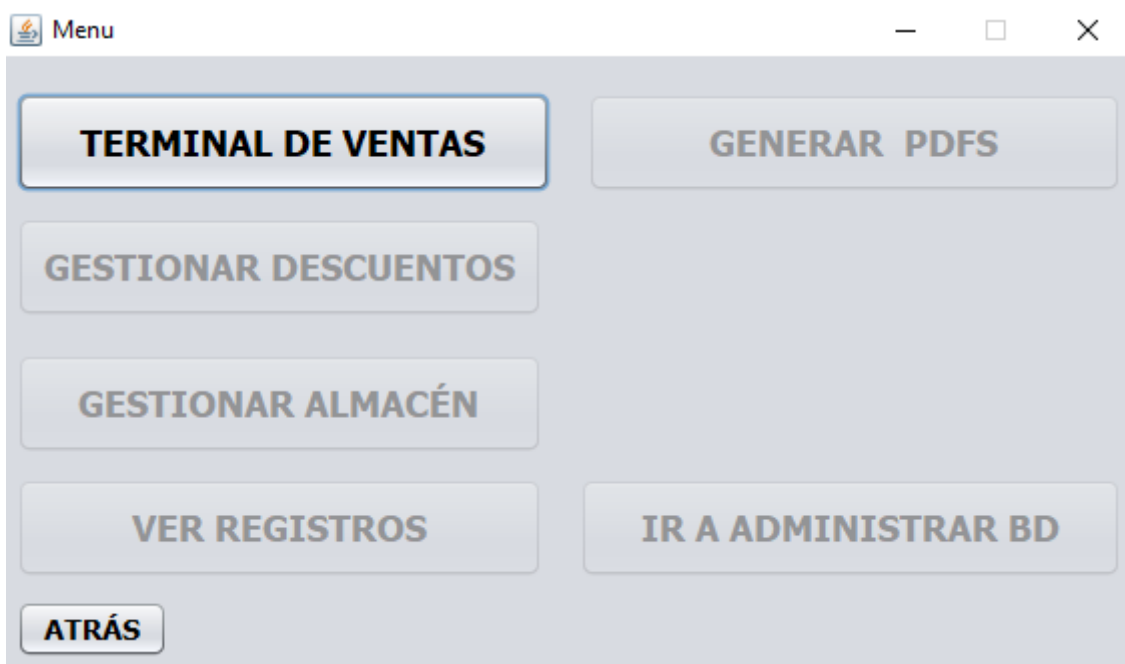 Menu
TERMINAL DE VENTAS
GENERAR PDFS
GESTIONAR DESCUENTOS
GESTIONAR ALMACÉN
VER REGISTROS
IR A ADMINISTRAR BD
ATRÁS